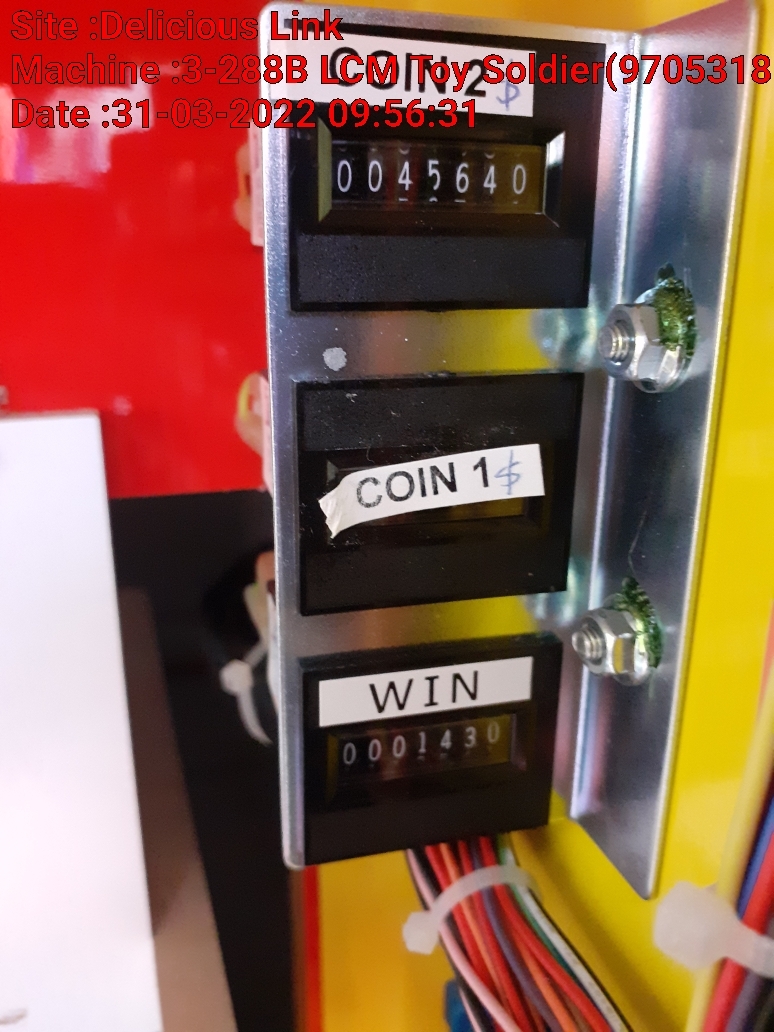 Site :Delicious Link
Machine :3-288B LCM Toy Soldier(9705318
Date :31-03-2022 09:56:31
COIN 2 $
0045640
COIN 1 $
WIN
0001430